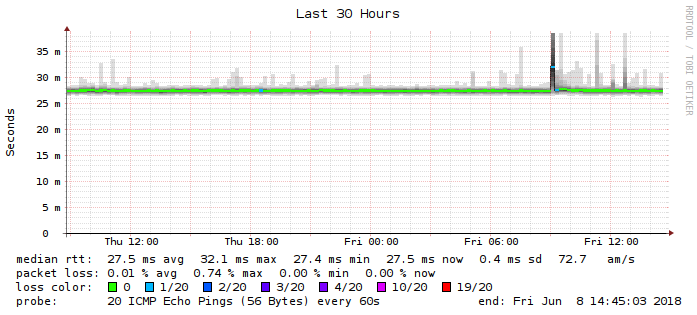 Last 30 Hours
RRDTOOL / TOBI OETIKER
Seconds
35 m
30 m
25 m
20 m
15 m
10 m
5 m
0
Thu 12:00 Thu 18:00 Fri 00:00 Fri 06:00 Fri 12:00
median rtt: 27.5 ms avg 32.1 ms max 27.4 ms min 27.5 ms now 0.4 ms sd 72.7 am/s
packet loss: 0.01 % avg 0.74 % max 0.00 % min 0.00 % now
loss color: 0 1/20 2/20 3/20 4/20 10/20 19/20
probe: 20 ICMP Echo Pings (56 Bytes) every 60s end: Fri Jun 8 14:45:03 2018